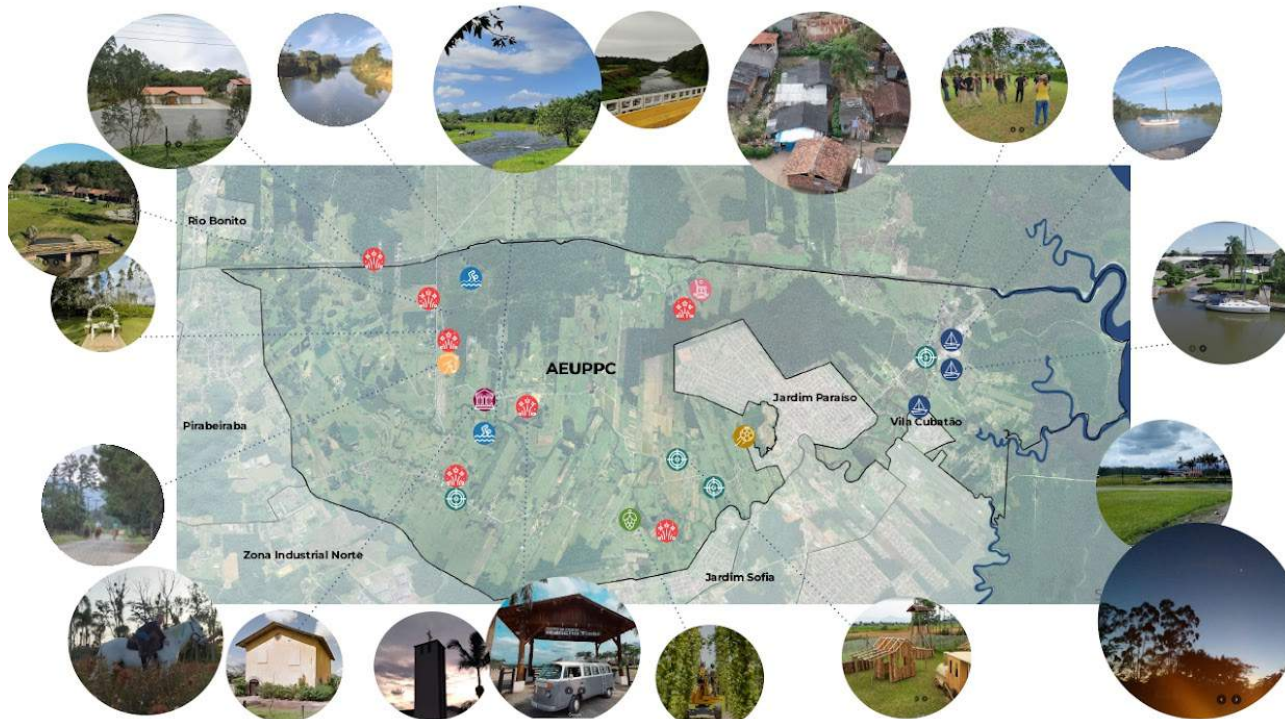 Rio Bonito
AEUPPC
Jardim Paraíso
Pirabeiraba
Vila Cubatão
Zona Industrial Norte
Jardim Sofia